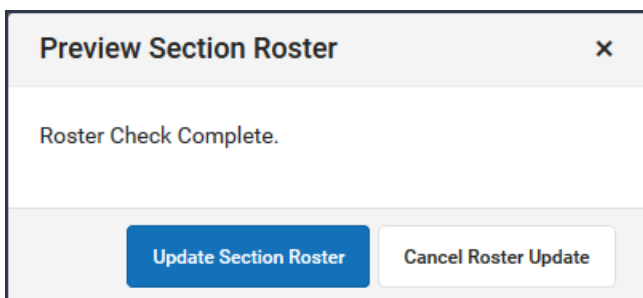 Preview Section Roster ×
Roster Check Complete.
Update Section Roster Cancel Roster Update